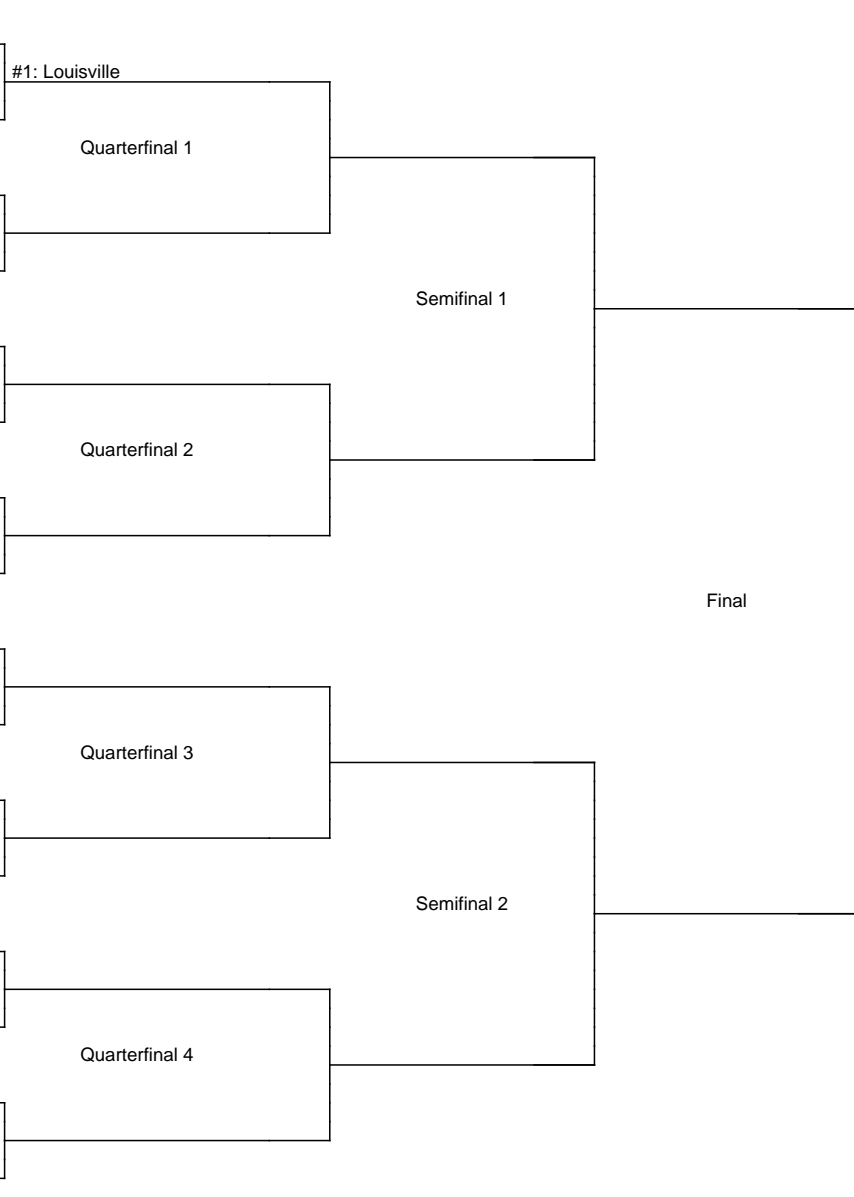 #1: Louisville
Quarterfinal 1
Semifinal 1
Quarterfinal 2
Final
Quarterfinal 3
Semifinal 2
Quarterfinal 4